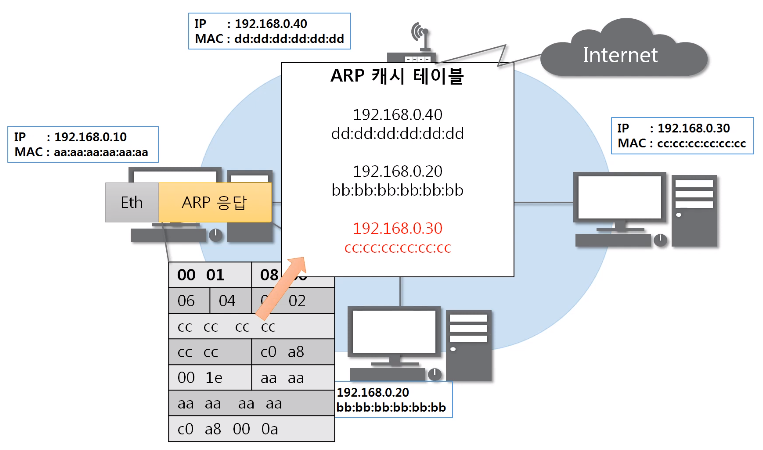 IP : 192.168.0.40
MAC : dd:dd:dd:dd:dd:dd
Internet
ARP 캐시 테이블
192.168.0.40
dd:dd:dd:dd:dd:dd
192.168.0.20
bb:bb:bb:bb:bb:bb
192.168.0.30
cc:cc:cc:cc:cc:cc
IP : 192.168.0.10
MAC : aa:aa:aa:aa:aa:aa
IP : 192.168.0.30
MAC : cc:cc:cc:cc:cc:cc
Eth ARP 응답
00 01 08
06 04 02
cc cc cc cc
cc cc c0 a8
00 1e aa aa
aa aa aa aa
c0 a8 00 0a
192.168.0.20
bb:bb:bb:bb:bb:bb